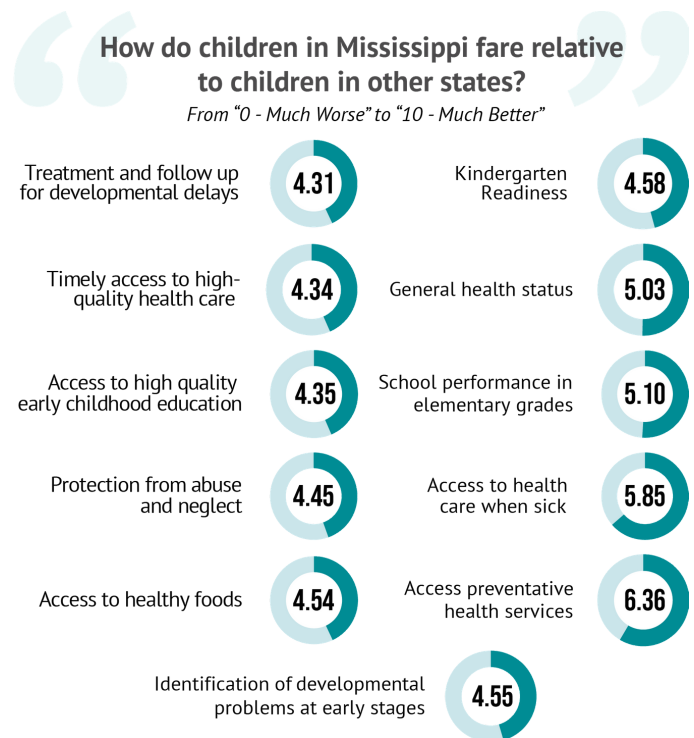 How do children in Mississippi fare relative
to children in other states?
From “0 - Much Worse” to “10 - Much Better”
Treatment and follow up
for developmental delays
4.31
Kindergarten
Readiness
4.58
Timely access to high-
quality health care
4.34
General health status
5.03
Access to high quality
early childhood education
4.35
School performance in
elementary grades
5.10
Protection from abuse
and neglect
4.45
Access to health
care when sick
5.85
Access to healthy foods
4.54
Access preventative
health services
6.36
Identification of developmental
problems at early stages
4.55